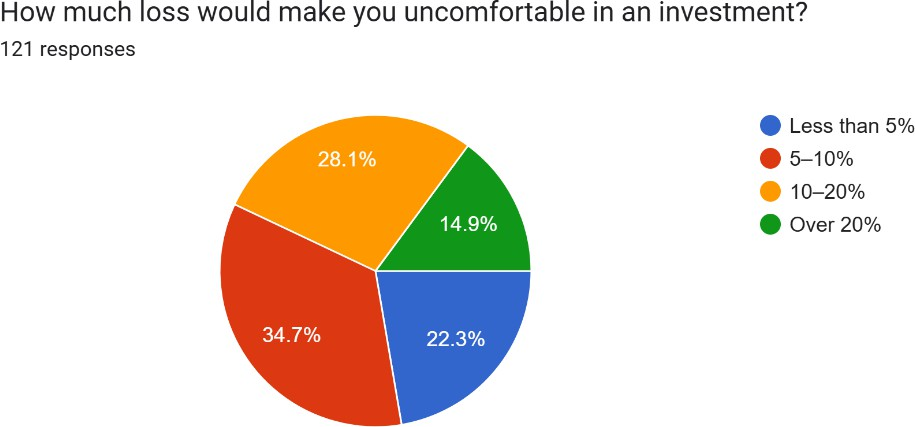 How much loss would make you uncomfortable in an investment?
121 responses
28.1%
14.9%
34.7%
22.3%
Less than 5%
5–10%
10–20%
Over 20%